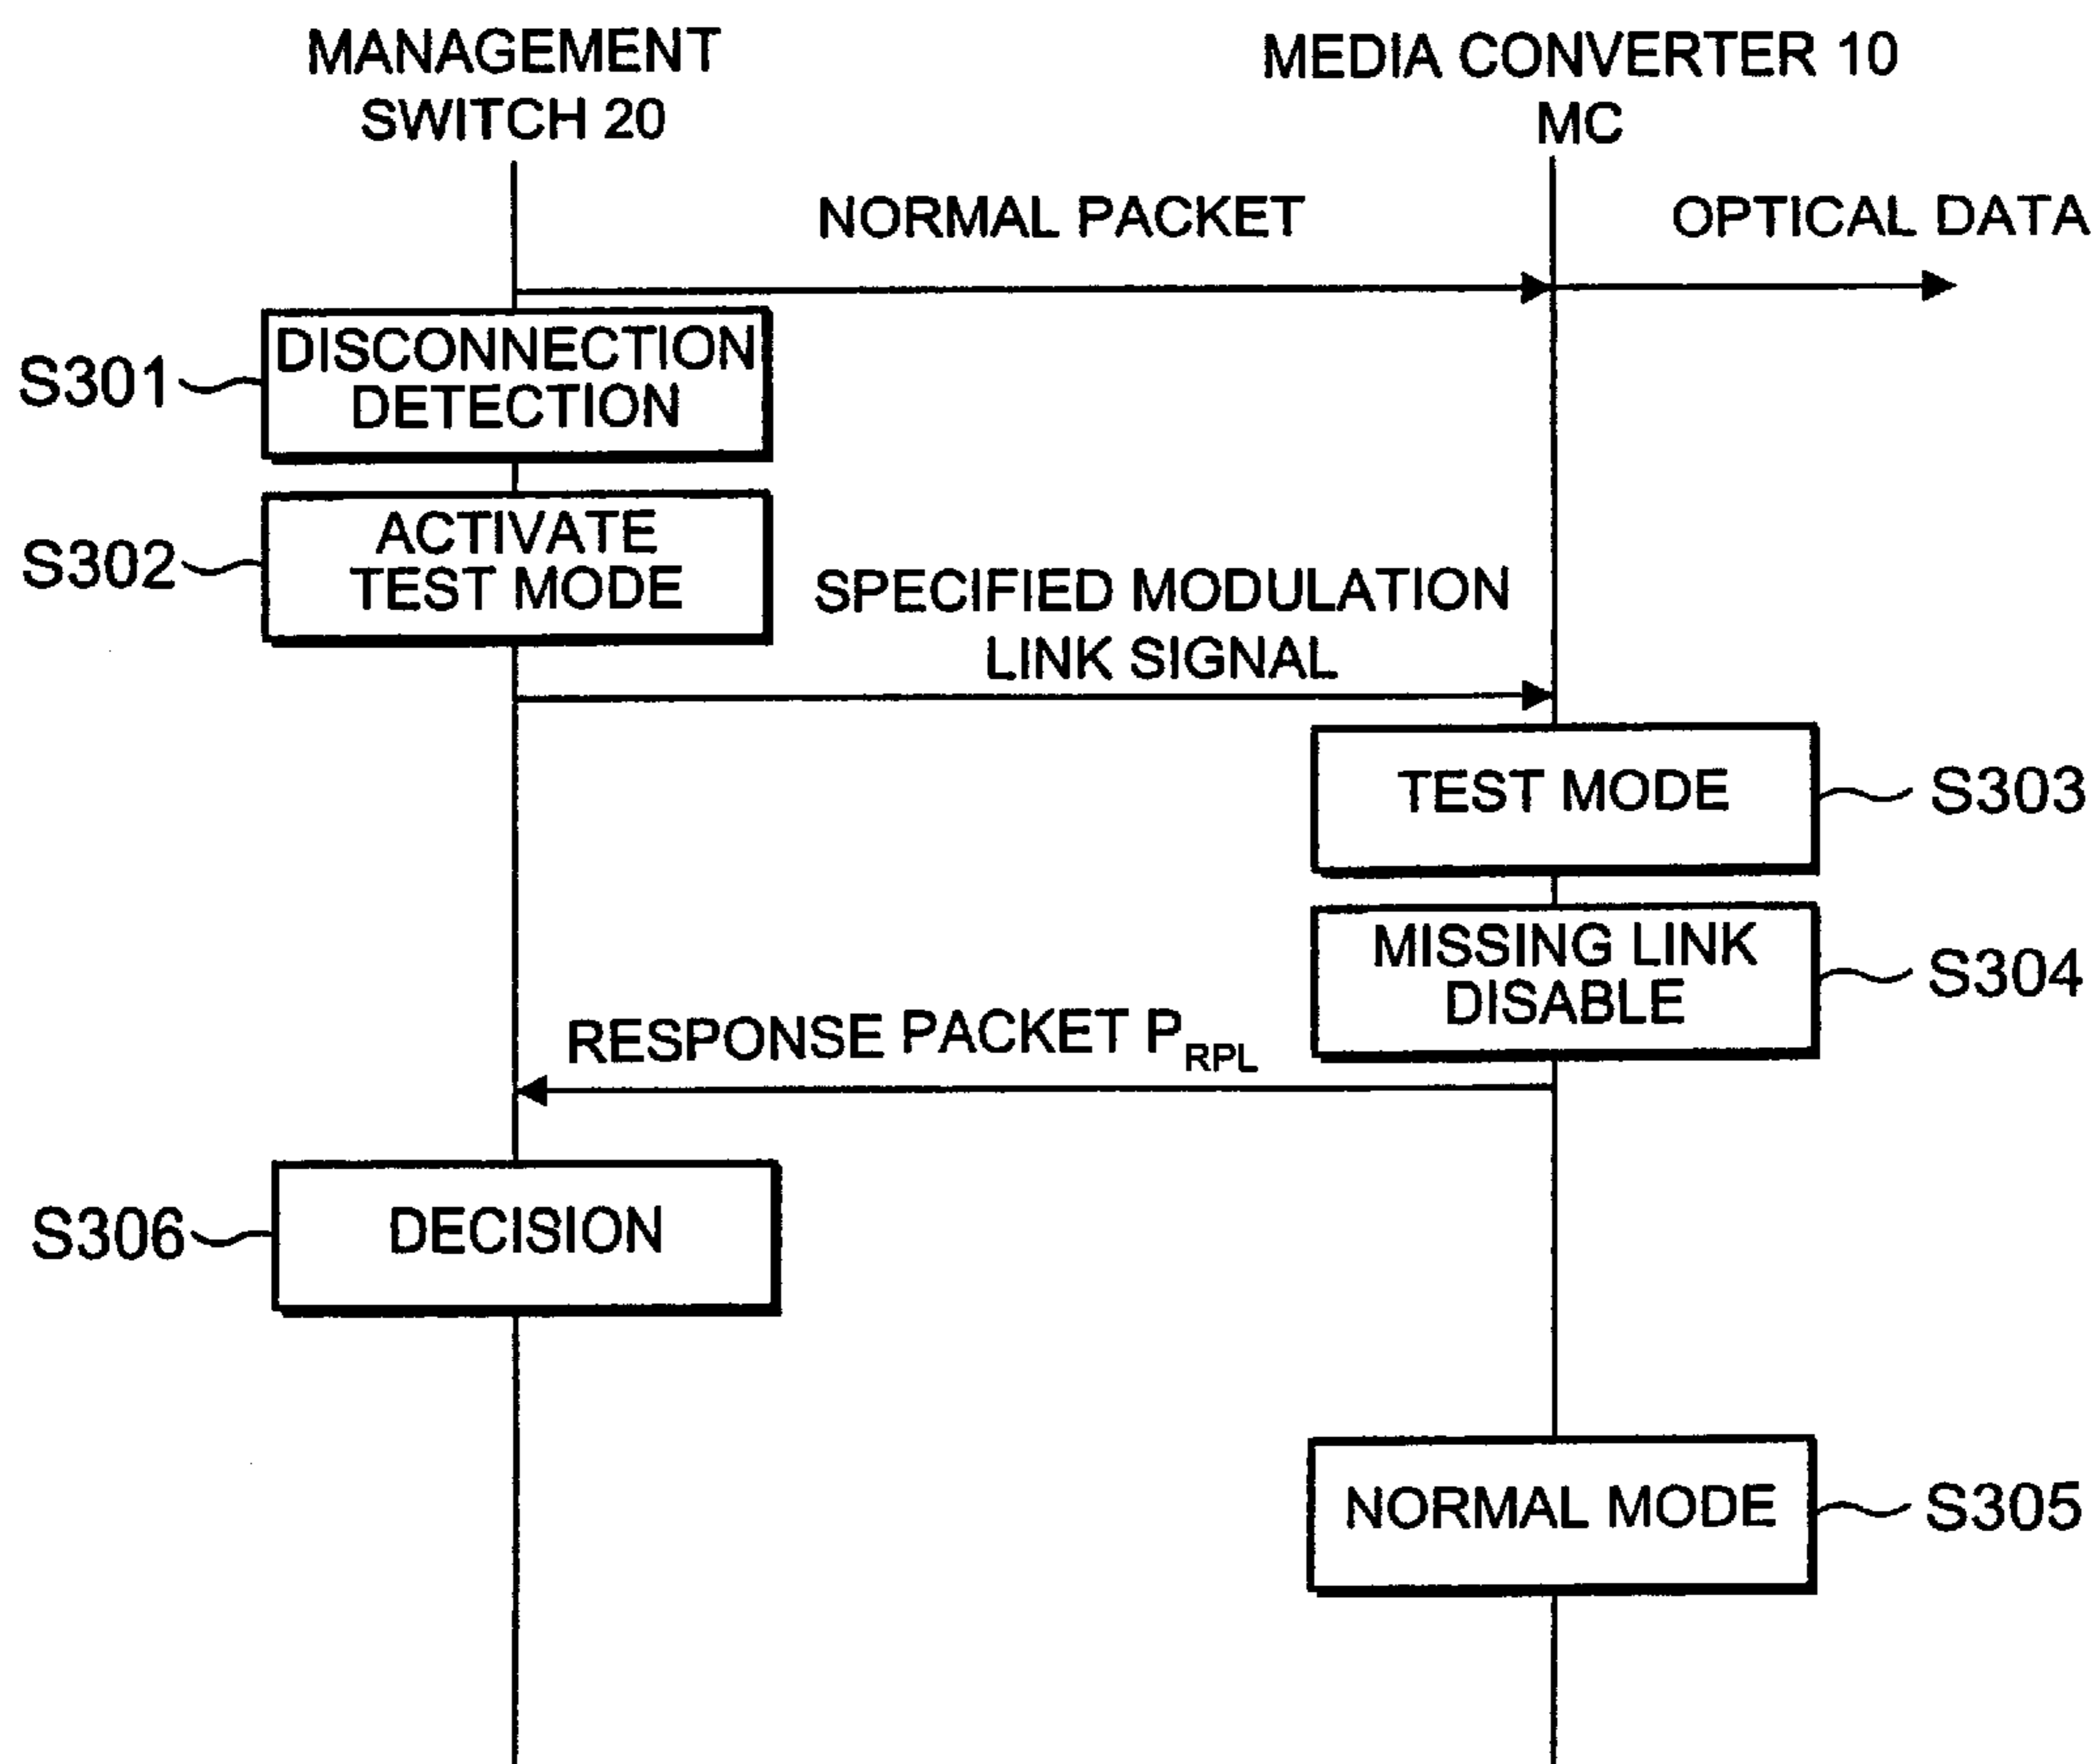 MANAGEMENT
SWITCH 20
MEDIA CONVERTER 10
MC
NORMAL PACKET
OPTICAL DATA
S301
DISCONNECTION
DETECTION
S302
ACTIVATE
TEST MODE
SPECIFIED MODULATION
LINK SIGNAL
TEST MODE
S303
MISSING LINK
DISABLE
S304
RESPONSE PACKET PRPL
S306
DECISION
NORMAL MODE
S305